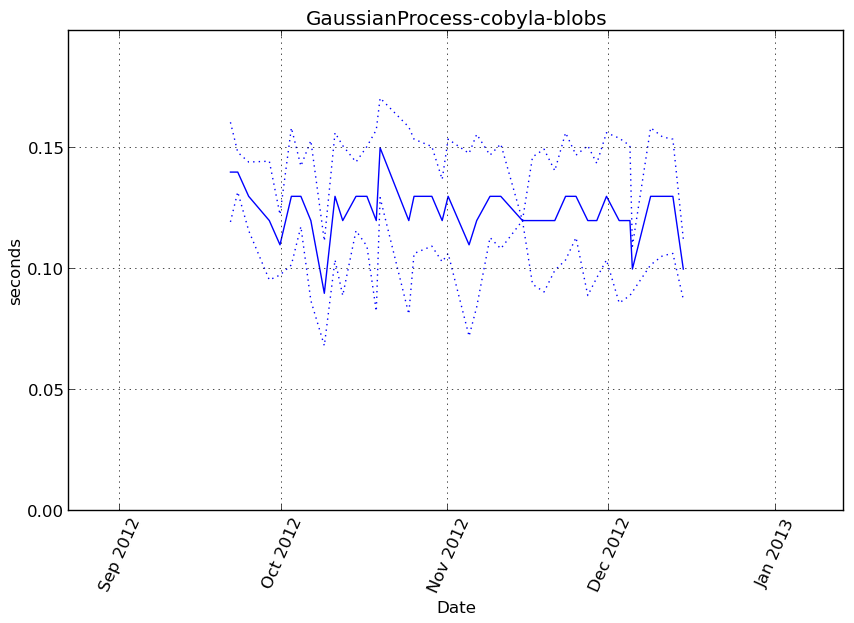 GaussianProcess-cobyla-blobs
seconds
0.15
0.10
0.05
0.00
Sep 2012
Oct 2012
Nov 2012
Dec 2012
Jan 2013
Date